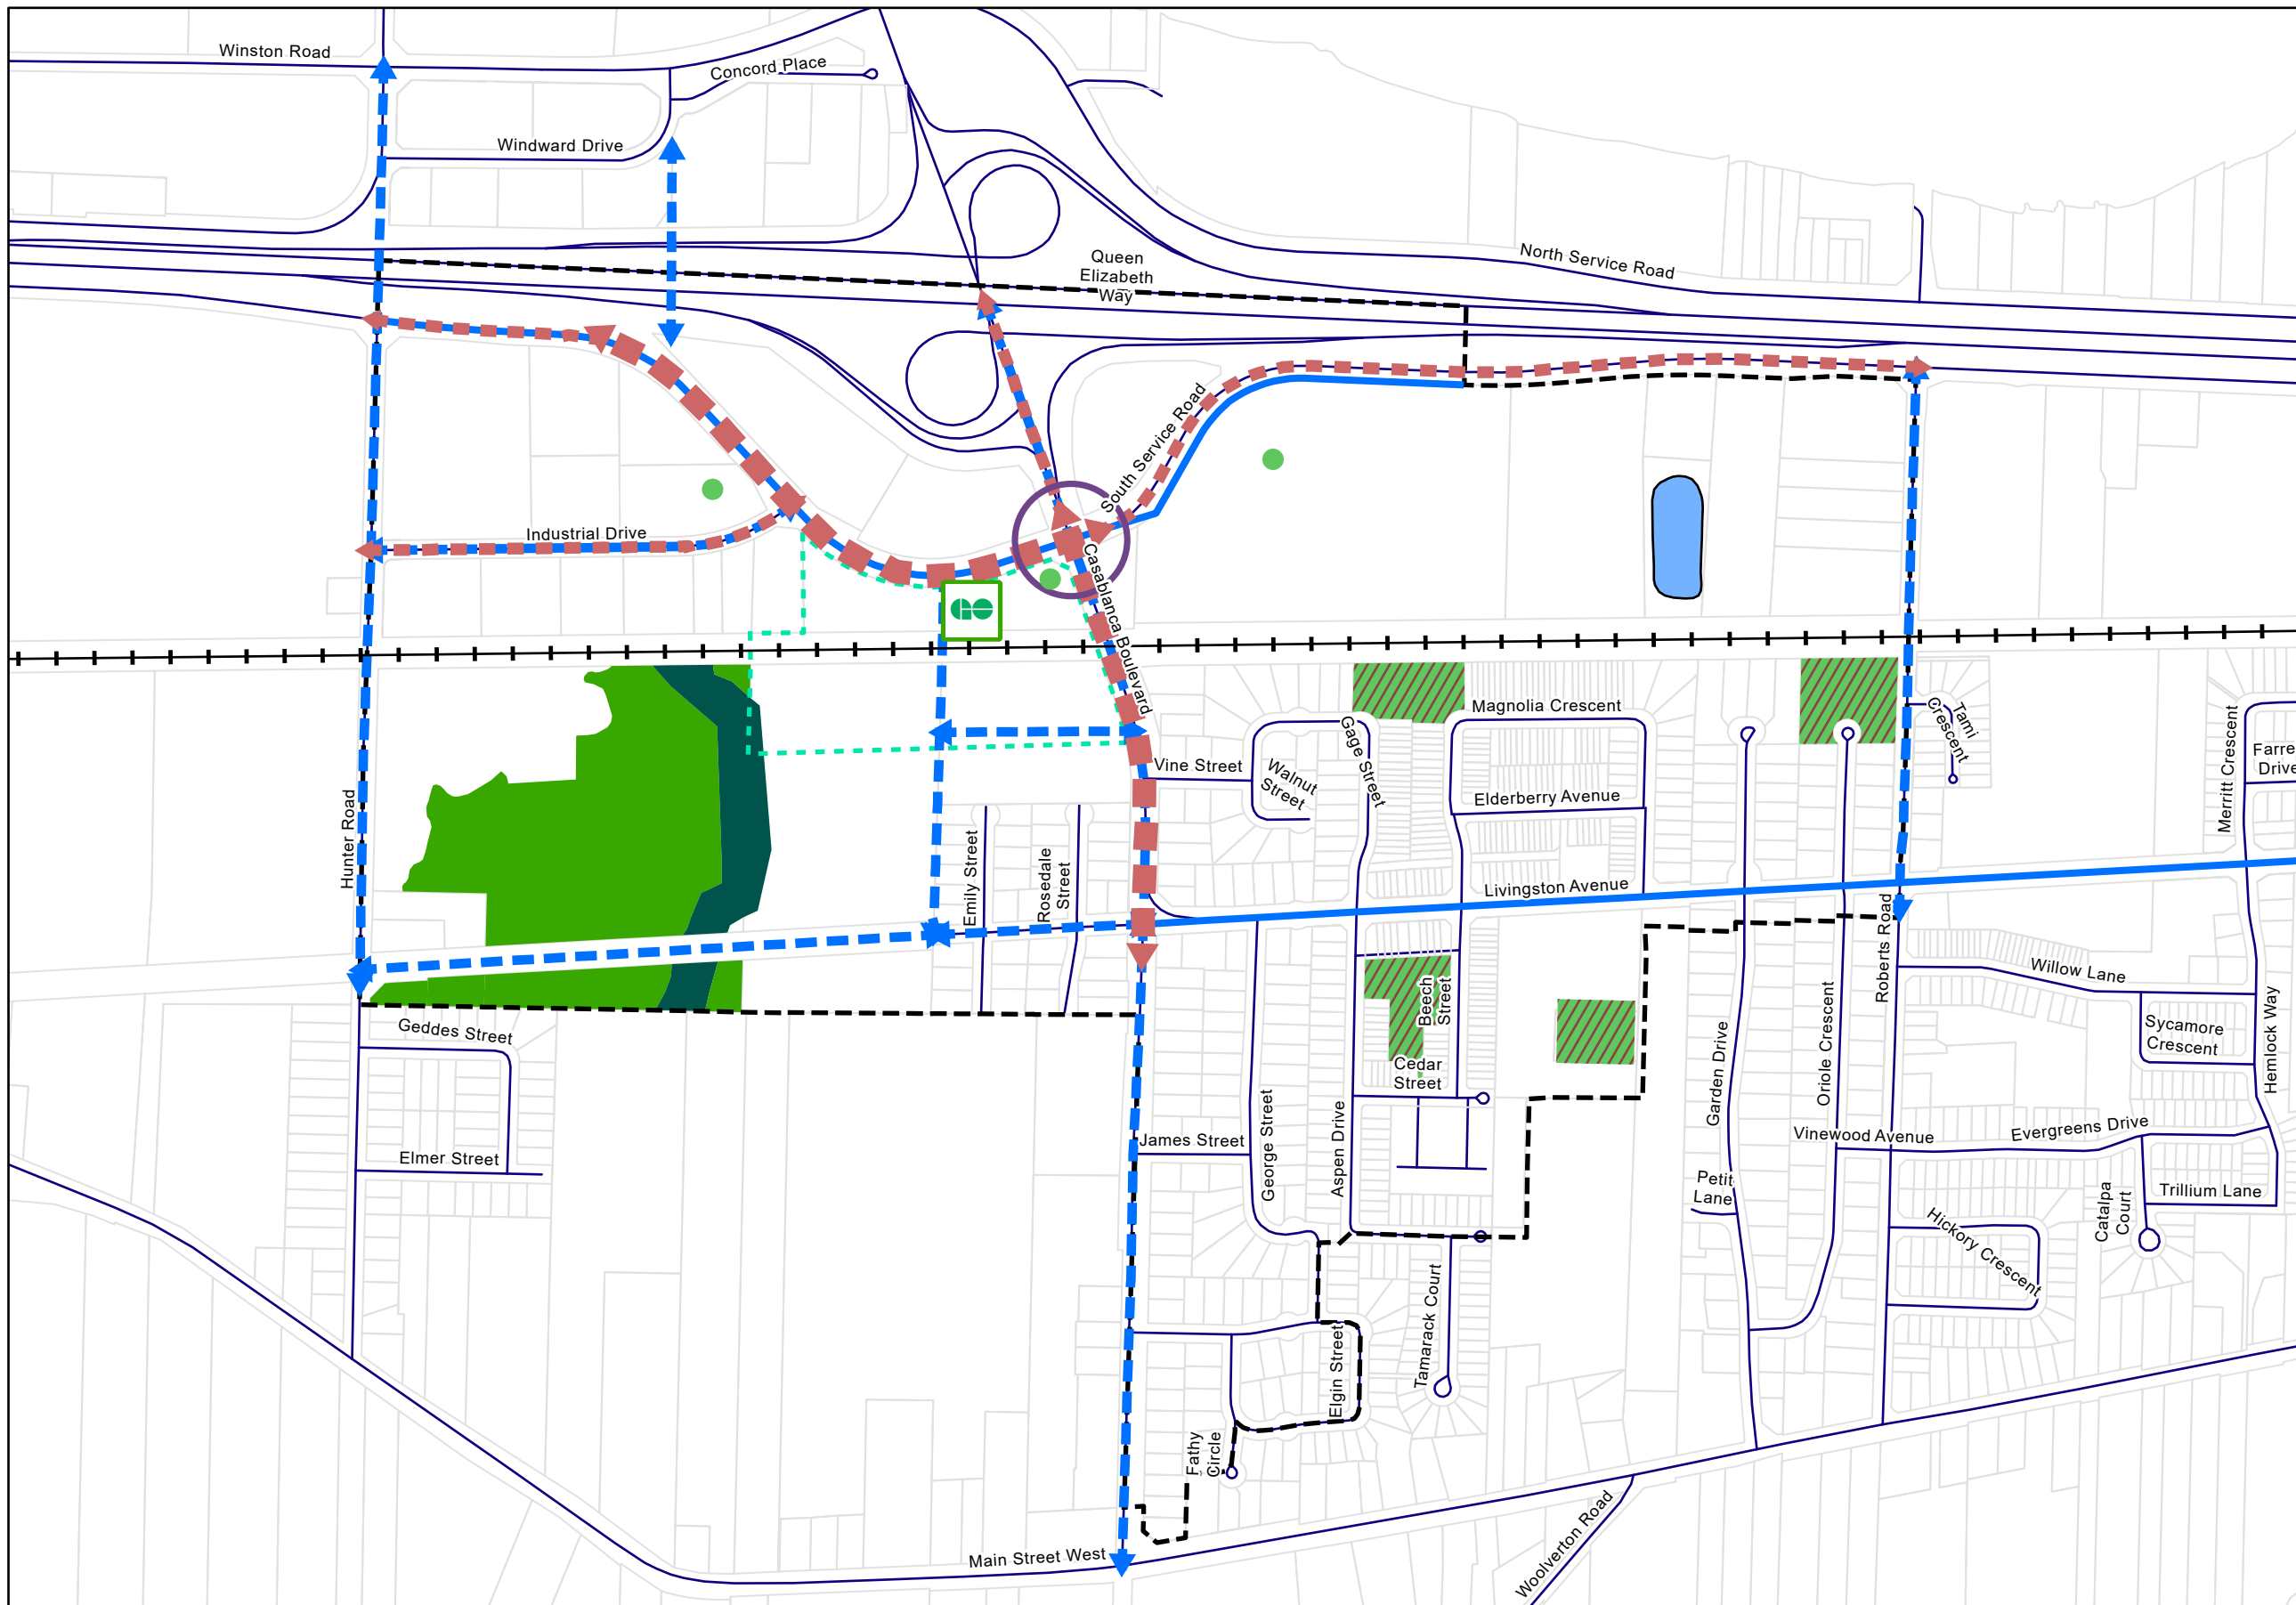 Winston Road
Concord Place
Windward Drive
Queen
Elizabeth
Way
North Service Road
South Service Road
Industrial Drive
Casablanca Boulevard
Magnolia Crescent
Gage Street
Tami
Crescent
Vine Street
Walnut
Street
Elderberry Avenue
Merritt Crescent
Farre
Drive
Hunter Road
Emily Street
Rosedale
Street
Livingston Avenue
Roberts Road
Willow Lane
Geddes Street
Beech
Street
Sycamore
Crescent
Hemlock Way
Cedar
Street
Garden Drive
Oriole Crescent
Elmer Street
James Street
George Street
Aspen Drive
Vinewood Avenue
Evergreens Drive
Petit
Lane
Catalpa
Court
Trillium Lane
Hickory Crescent
Tamarack Court
Elgin Street
Fathy
Circle
Main Street West
Woolverton Road